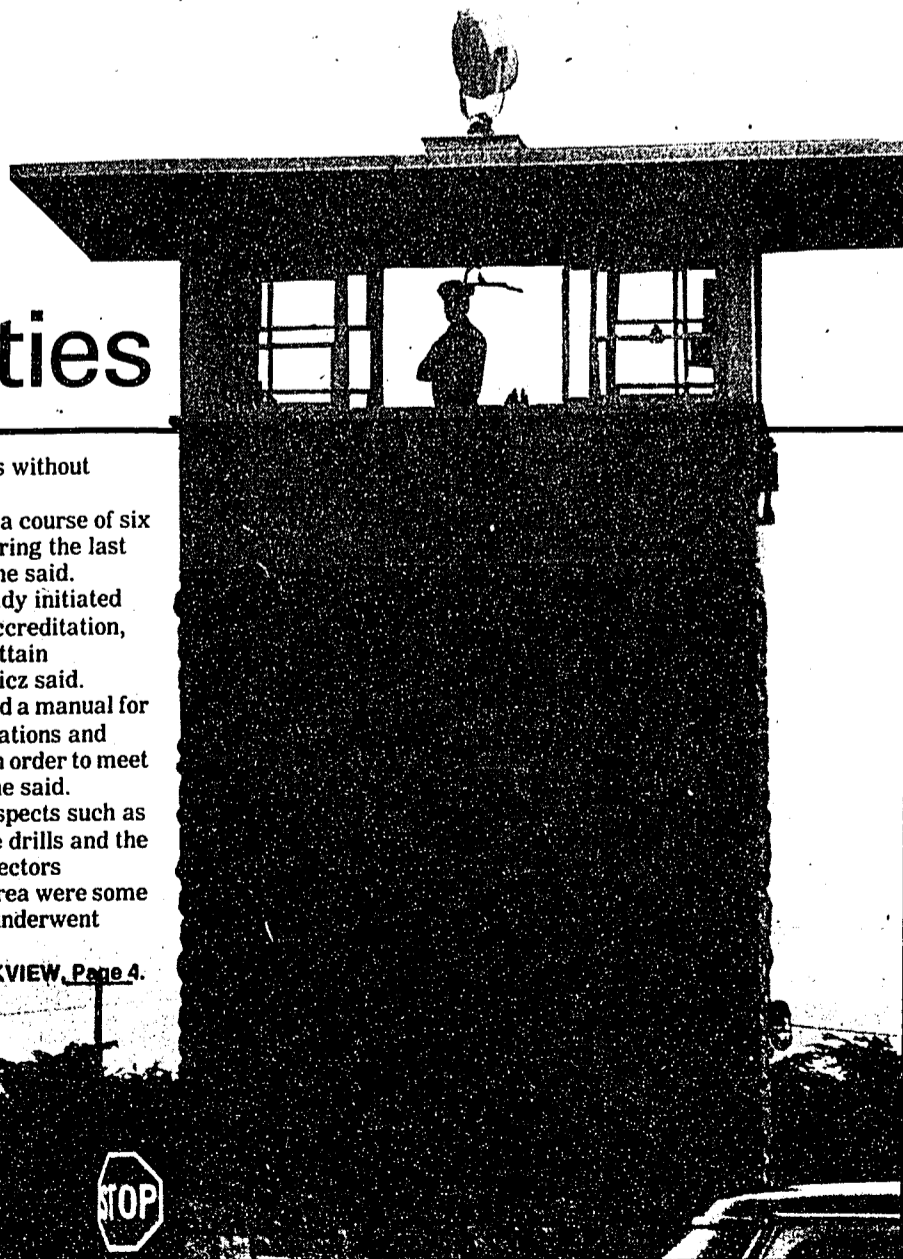 ties
s without
a course of six
ring the last
he said.
dy initiated
ccreditation,
ttain
icz said.
d a manual for
ations and
n order to meet
he said.
spects such as
e drills and the
ectors
rea were some
nderwent
KVIEW, Page 4.
STOP